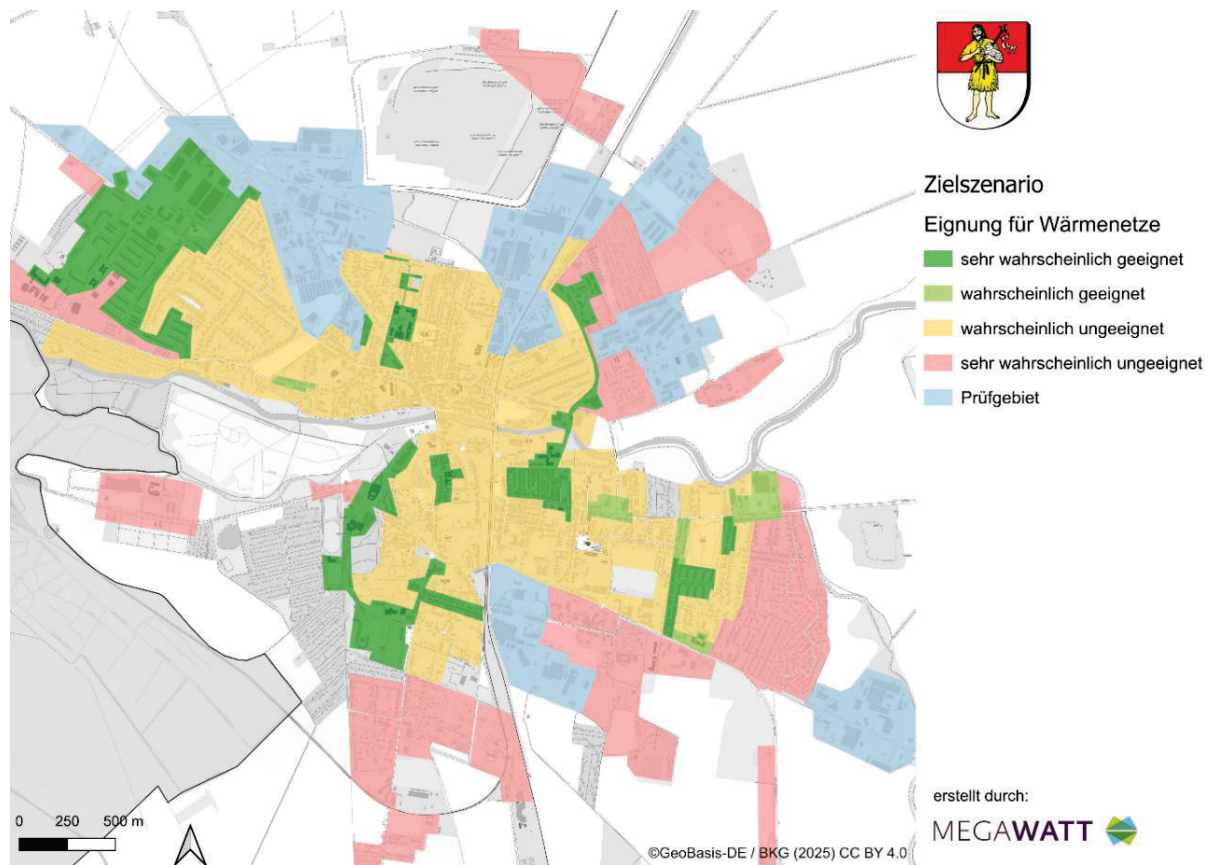 Zielszenario
Eignung für Wärmenetze
sehr wahrscheinlich geeignet
wahrscheinlich geeignet
wahrscheinlich ungeeignet
sehr wahrscheinlich ungeeignet
Prüfgebiet
0 250 500 m
erstellt durch:
MEGAWATT
©GeoBasis-DE / BKG (2025) CC BY 4.0